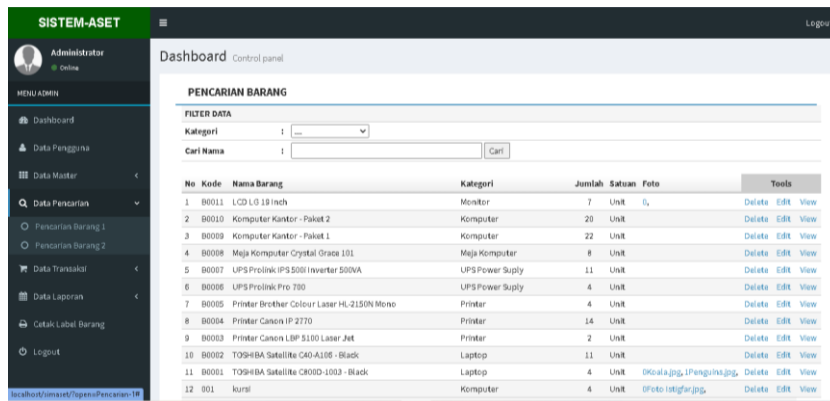 SISTEM-ASET
Logou
Administrator
Online
Dashboard Control panel
MENU ADMIN
Dashboard
Data Pengguna
Data Master
Data Pencarian
Pencarian Barang 1
Pencarian Barang 2
Data Transaksi
Data Laporan
Cetak Label Barang
Logout
localhost/simaset/?open=Pencarian-1#
PENCARIAN BARANG
FILTER DATA
Kategori : ...
Cari Nama : Cari
No Kode Nama Barang Kategori Jumlah Satuan Foto Tools
1 B0011 LCD LG 19 Inch Monitor 7 Unit 0, Delete Edit View
2 B0010 Komputer Kantor - Paket 2 Komputer 20 Unit Delete Edit View
3 B0009 Komputer Kantor - Paket 1 Komputer 22 Unit Delete Edit View
4 B0008 Meja Komputer Crystal Grace 101 Meja Komputer 8 Unit Delete Edit View
5 B0007 UPS Prolink IPS 500i Inverter 500VA UPS Power Suply 11 Unit Delete Edit View
6 B0006 UPS Prolink Pro 700 UPS Power Suply 4 Unit Delete Edit View
7 B0005 Printer Brother Colour Laser HL-2150N Mono Printer 4 Unit Delete Edit View
8 B0004 Printer Canon IP 2770 Printer 14 Unit Delete Edit View
9 B0003 Printer Canon LBP 5100 Laser Jet Printer 2 Unit Delete Edit View
10 B0002 TOSHIBA Satellite C40-A106 - Black Laptop 11 Unit Delete Edit View
11 B0001 TOSHIBA Satellite C800D-1003 - Black Laptop 4 Unit 0Koala.jpg, 1Penguins.jpg, Delete Edit View
12 001 kursi Komputer 4 Unit 0Foto Istigfar.jpg, Delete Edit View